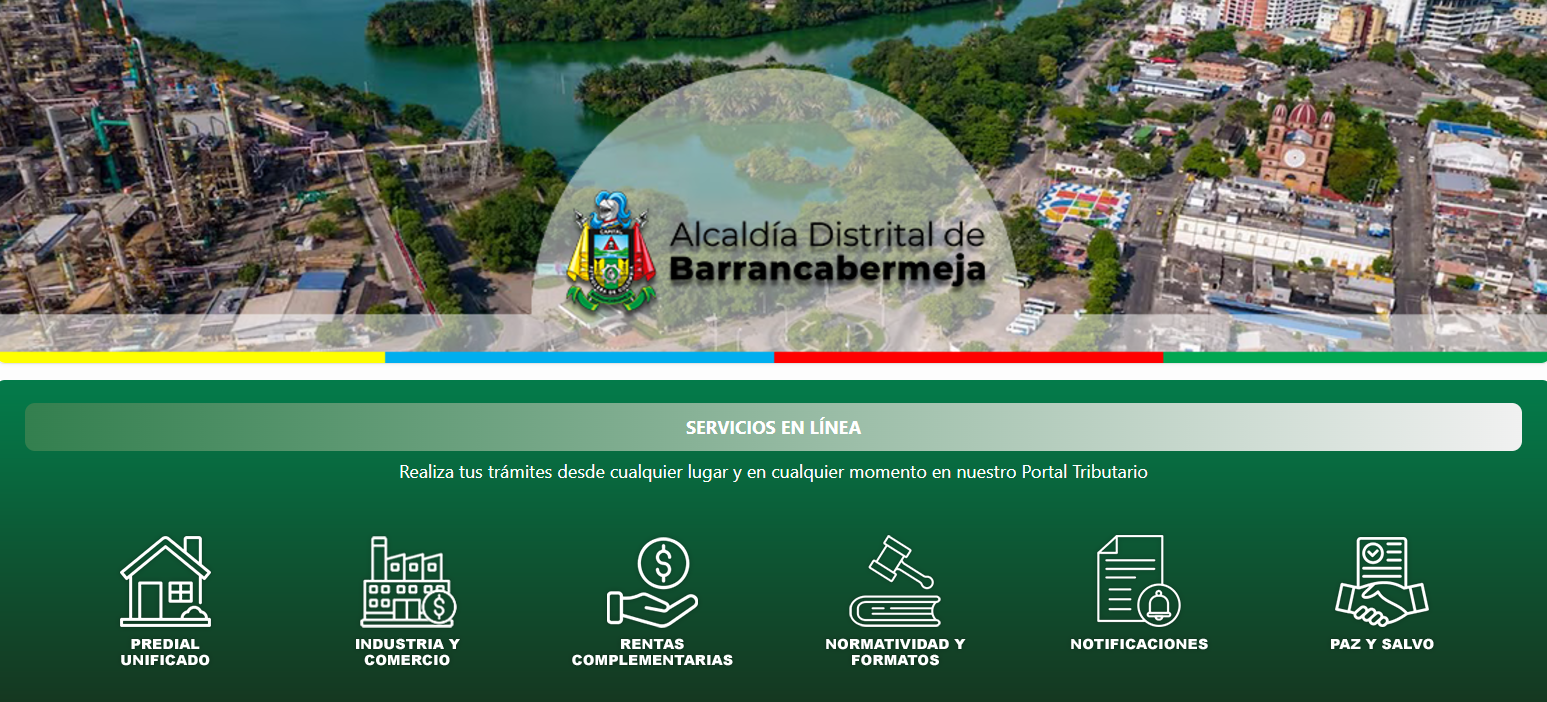 CAPITAL
Alcaldía Distrital de
Barrancabermeja
SERVICIOS EN LÍNEA
Realiza tus trámites desde cualquier lugar y en cualquier momento en nuestro Portal Tributario
PREDIAL
UNIFICADO
INDUSTRIA Y
COMERCIO
RENTAS
COMPLEMENTARIAS
NORMATIVIDAD Y
FORMATOS
NOTIFICACIONES
PAZ Y SALVO